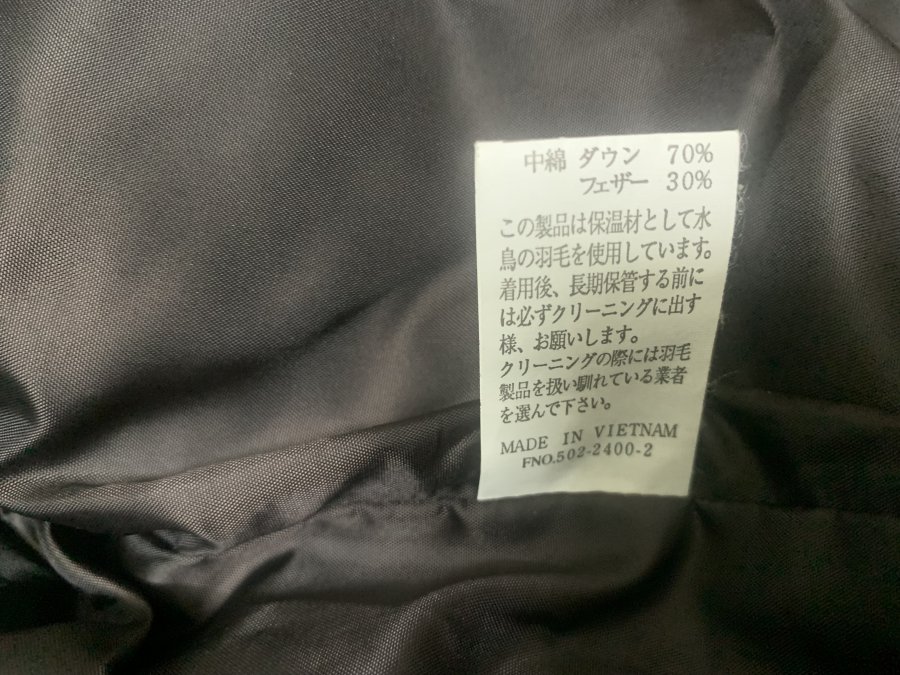 中綿 ダウン 70%
フェザー 30%
この製品は保温材として水
鳥の羽毛を使用しています。
着用後、長期保管する前に
は必ずクリーニングに出す
様、お願いします。
クリーニングの際には羽毛
製品を扱い馴れている業者
を選んで下さい。
MADE IN VIETNAM
FNO.502-2400-2